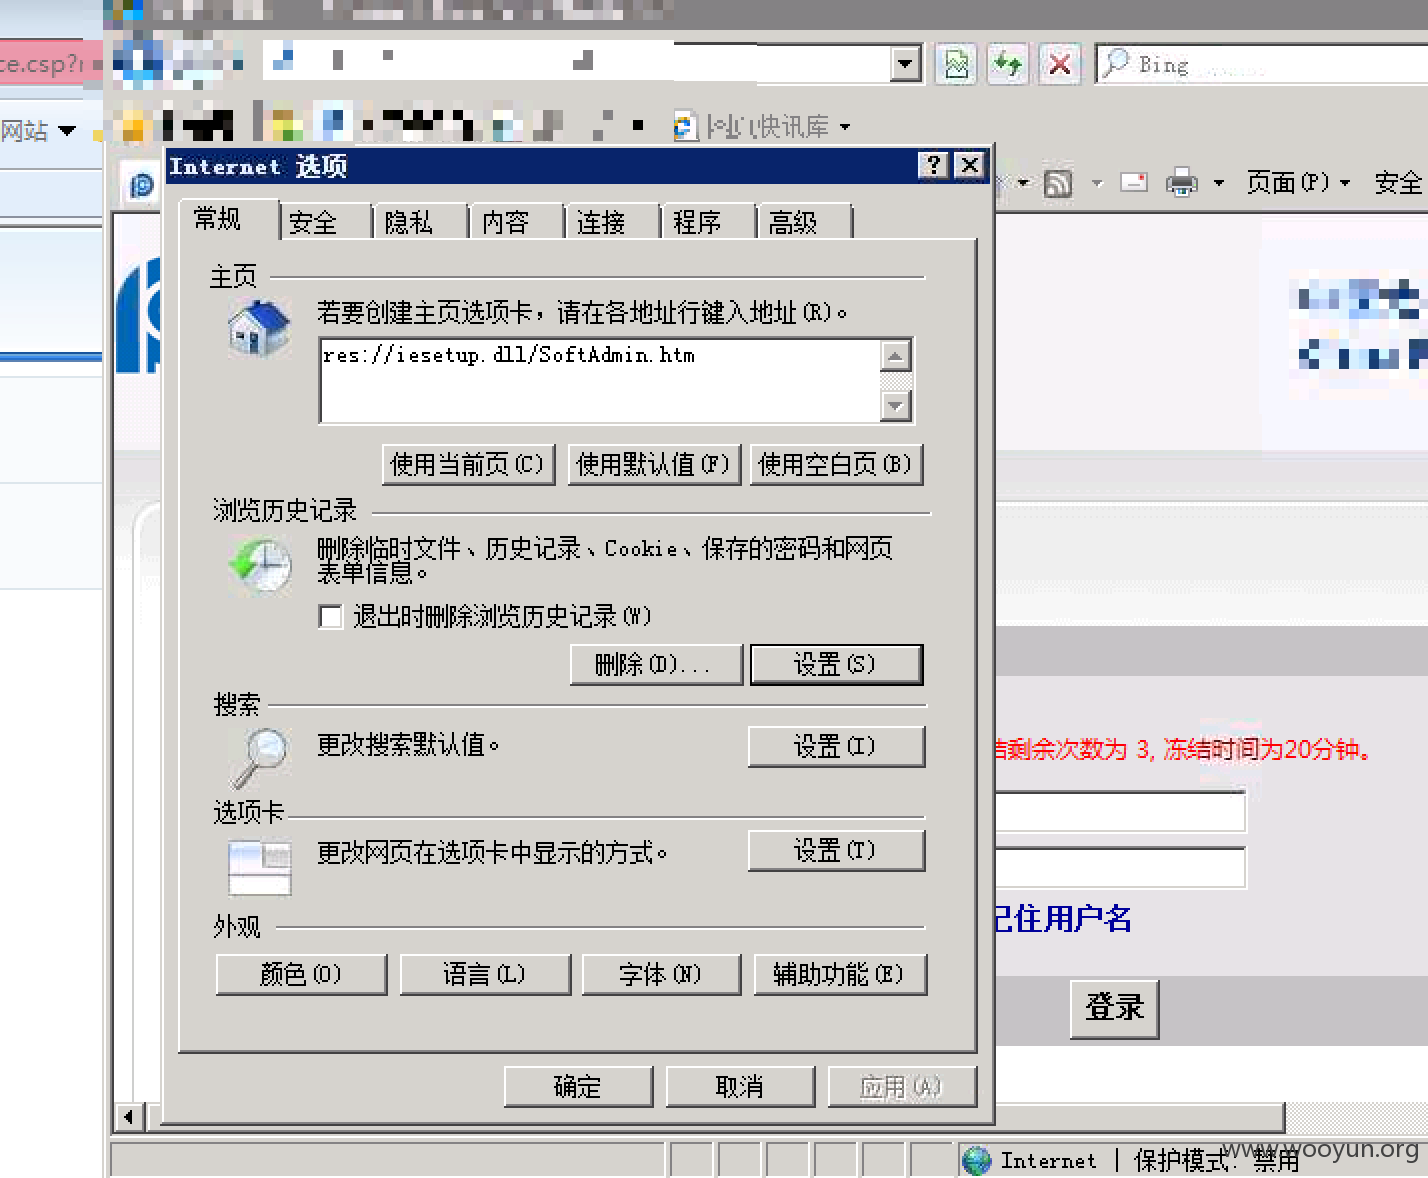 ce.csp?
Bing
网站
快讯库
Internet 选项
页面(P)
安全
常规 安全 隐私 内容 连接 程序 高级
主页
若要创建主页选项卡，请在各地址行键入地址(R)。
res://iesetup.dll/SoftAdmin.htm
使用当前页(C) 使用默认值(F) 使用空白页(B)
浏览历史记录
删除临时文件、历史记录、Cookie、保存的密码和网页
表单信息。
退出时删除浏览历史记录(W)
删除(D)... 设置(S)
搜索
更改搜索默认值。 设置(I)
结剩余次数为 3, 冻结时间为20分钟。
选项卡
更改网页在选项卡中显示的方式。 设置(T)
记住用户名
外观
颜色(O) 语言(L) 字体(N) 辅助功能(E)
登录
确定 取消 应用(A)
Internet | 保护模式: 禁用
www.wooyun.org